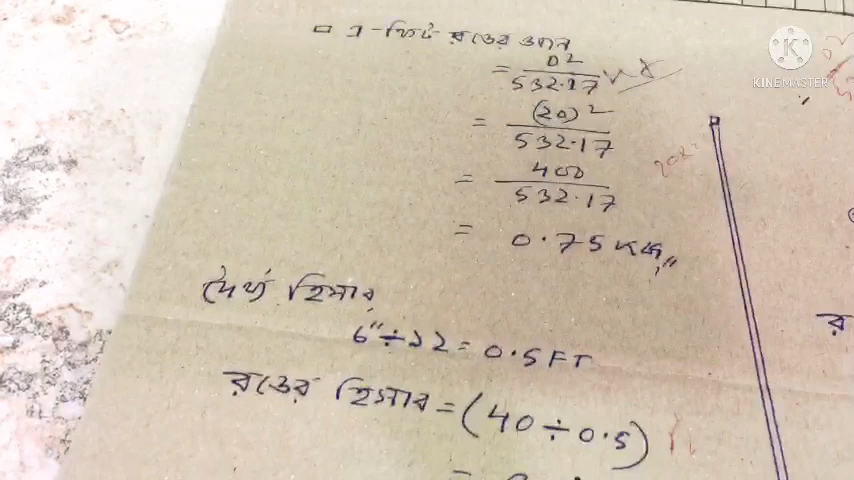 ১-ফিট রডের ওজন
= D²
532.17
= (20)²
532.17
= 400
532.17
= 0.75 কেজি
দৈর্ঘ্য হিসাব
6" ÷ 12 = 0.5 FT
রডের হিসাব = (40 ÷ 0.5)
=
র
KINEMASTER